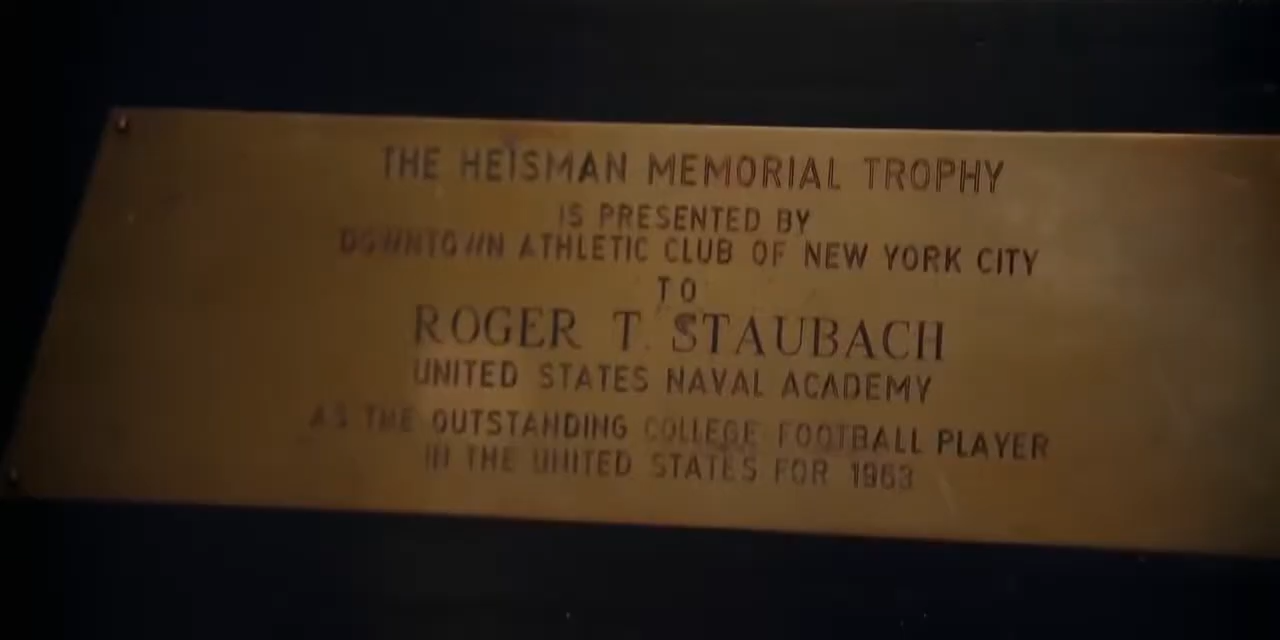 THE HEISMAN MEMORIAL TROPHY
IS PRESENTED BY
DOWNTOWN ATHLETIC CLUB OF NEW YORK CITY
TO
ROGER T. STAUBACH
UNITED STATES NAVAL ACADEMY
AS THE OUTSTANDING COLLEGE FOOTBALL PLAYER
IN THE UNITED STATES FOR 1963